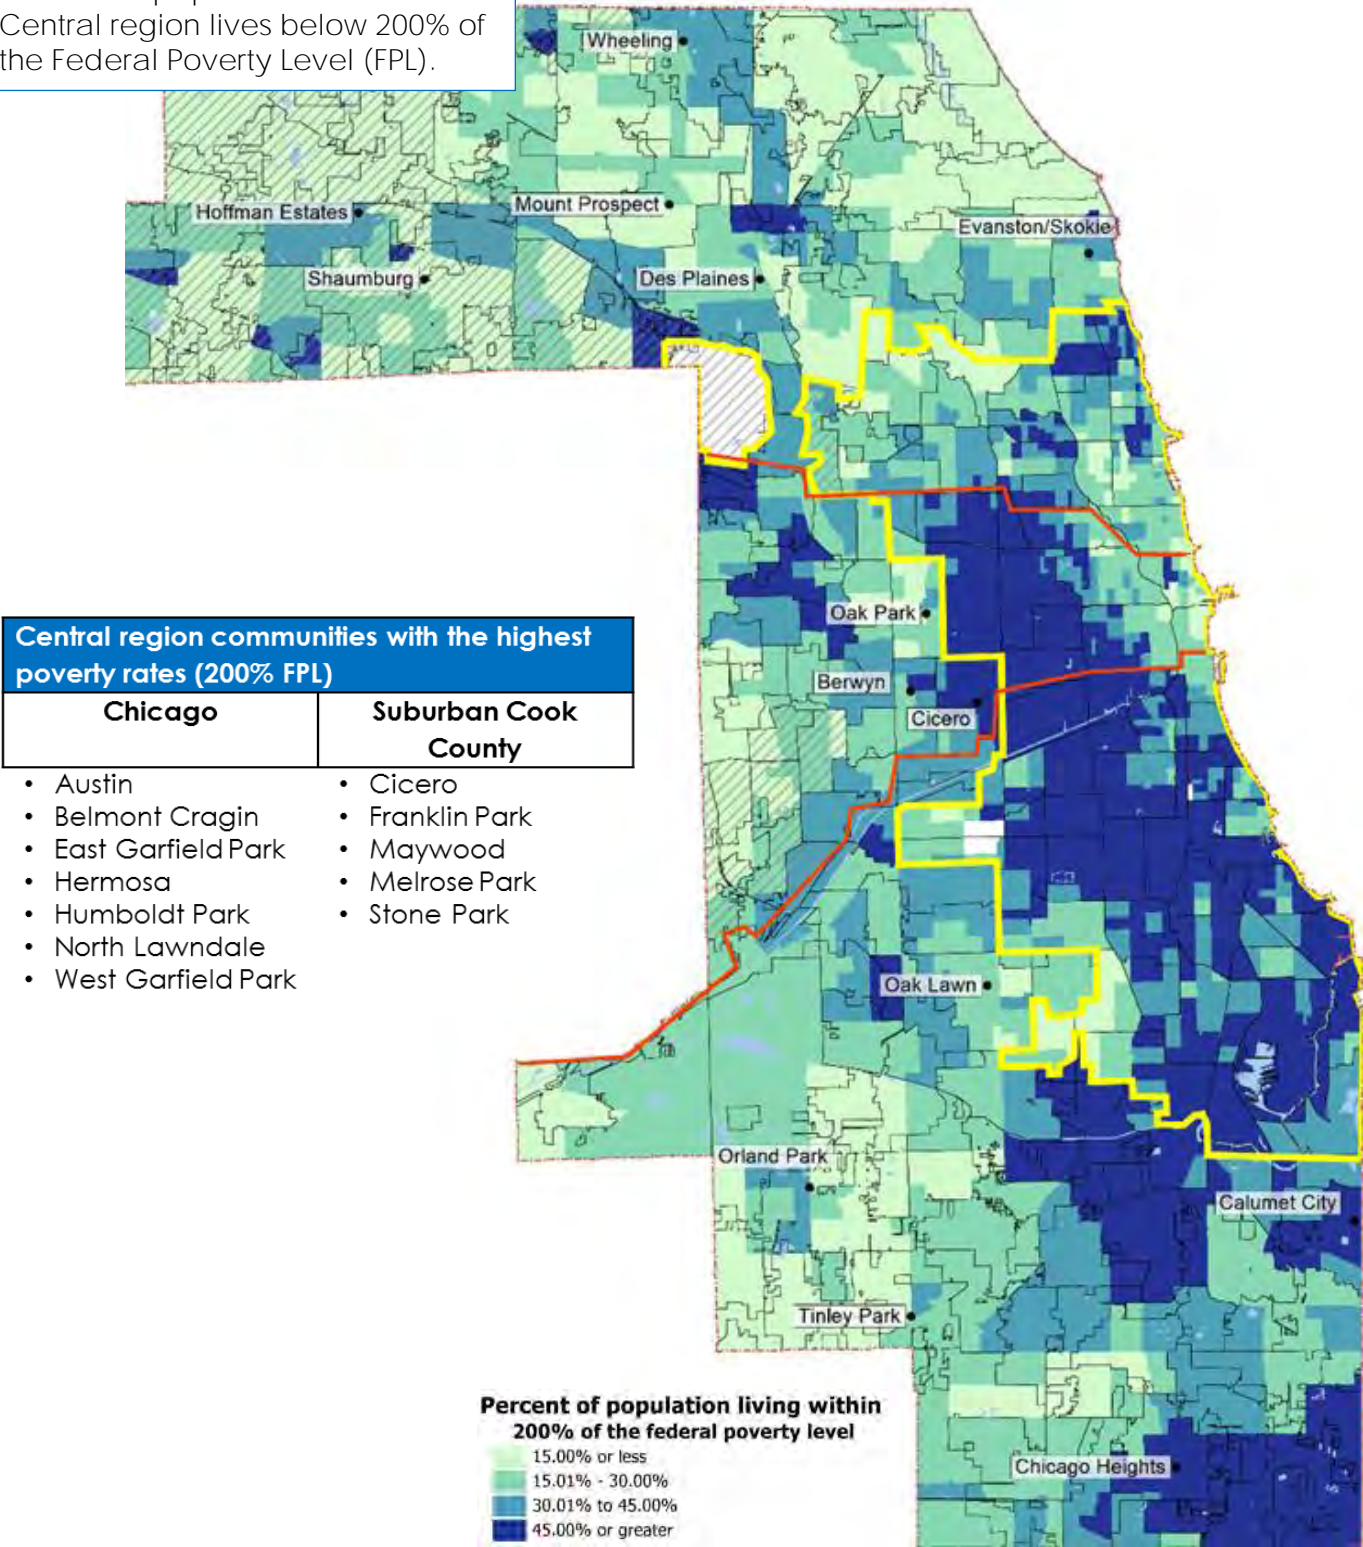 Central region lives below 200% of
the Federal Poverty Level (FPL).
Wheeling
Hoffman Estates
Mount Prospect
Evanston/Skokie
Shaumburg
Des Plaines
Oak Park
Berwyn
Cicero
Oak Lawn
Orland Park
Calumet City
Tinley Park
Chicago Heights
Central region communities with the highest
poverty rates (200% FPL)
Chicago
Suburban Cook
County
• Austin
• Belmont Cragin
• East Garfield Park
• Hermosa
• Humboldt Park
• North Lawndale
• West Garfield Park
• Cicero
• Franklin Park
• Maywood
• Melrose Park
• Stone Park
Percent of population living within
200% of the federal poverty level
15.00% or less
15.01% - 30.00%
30.01% to 45.00%
45.00% or greater